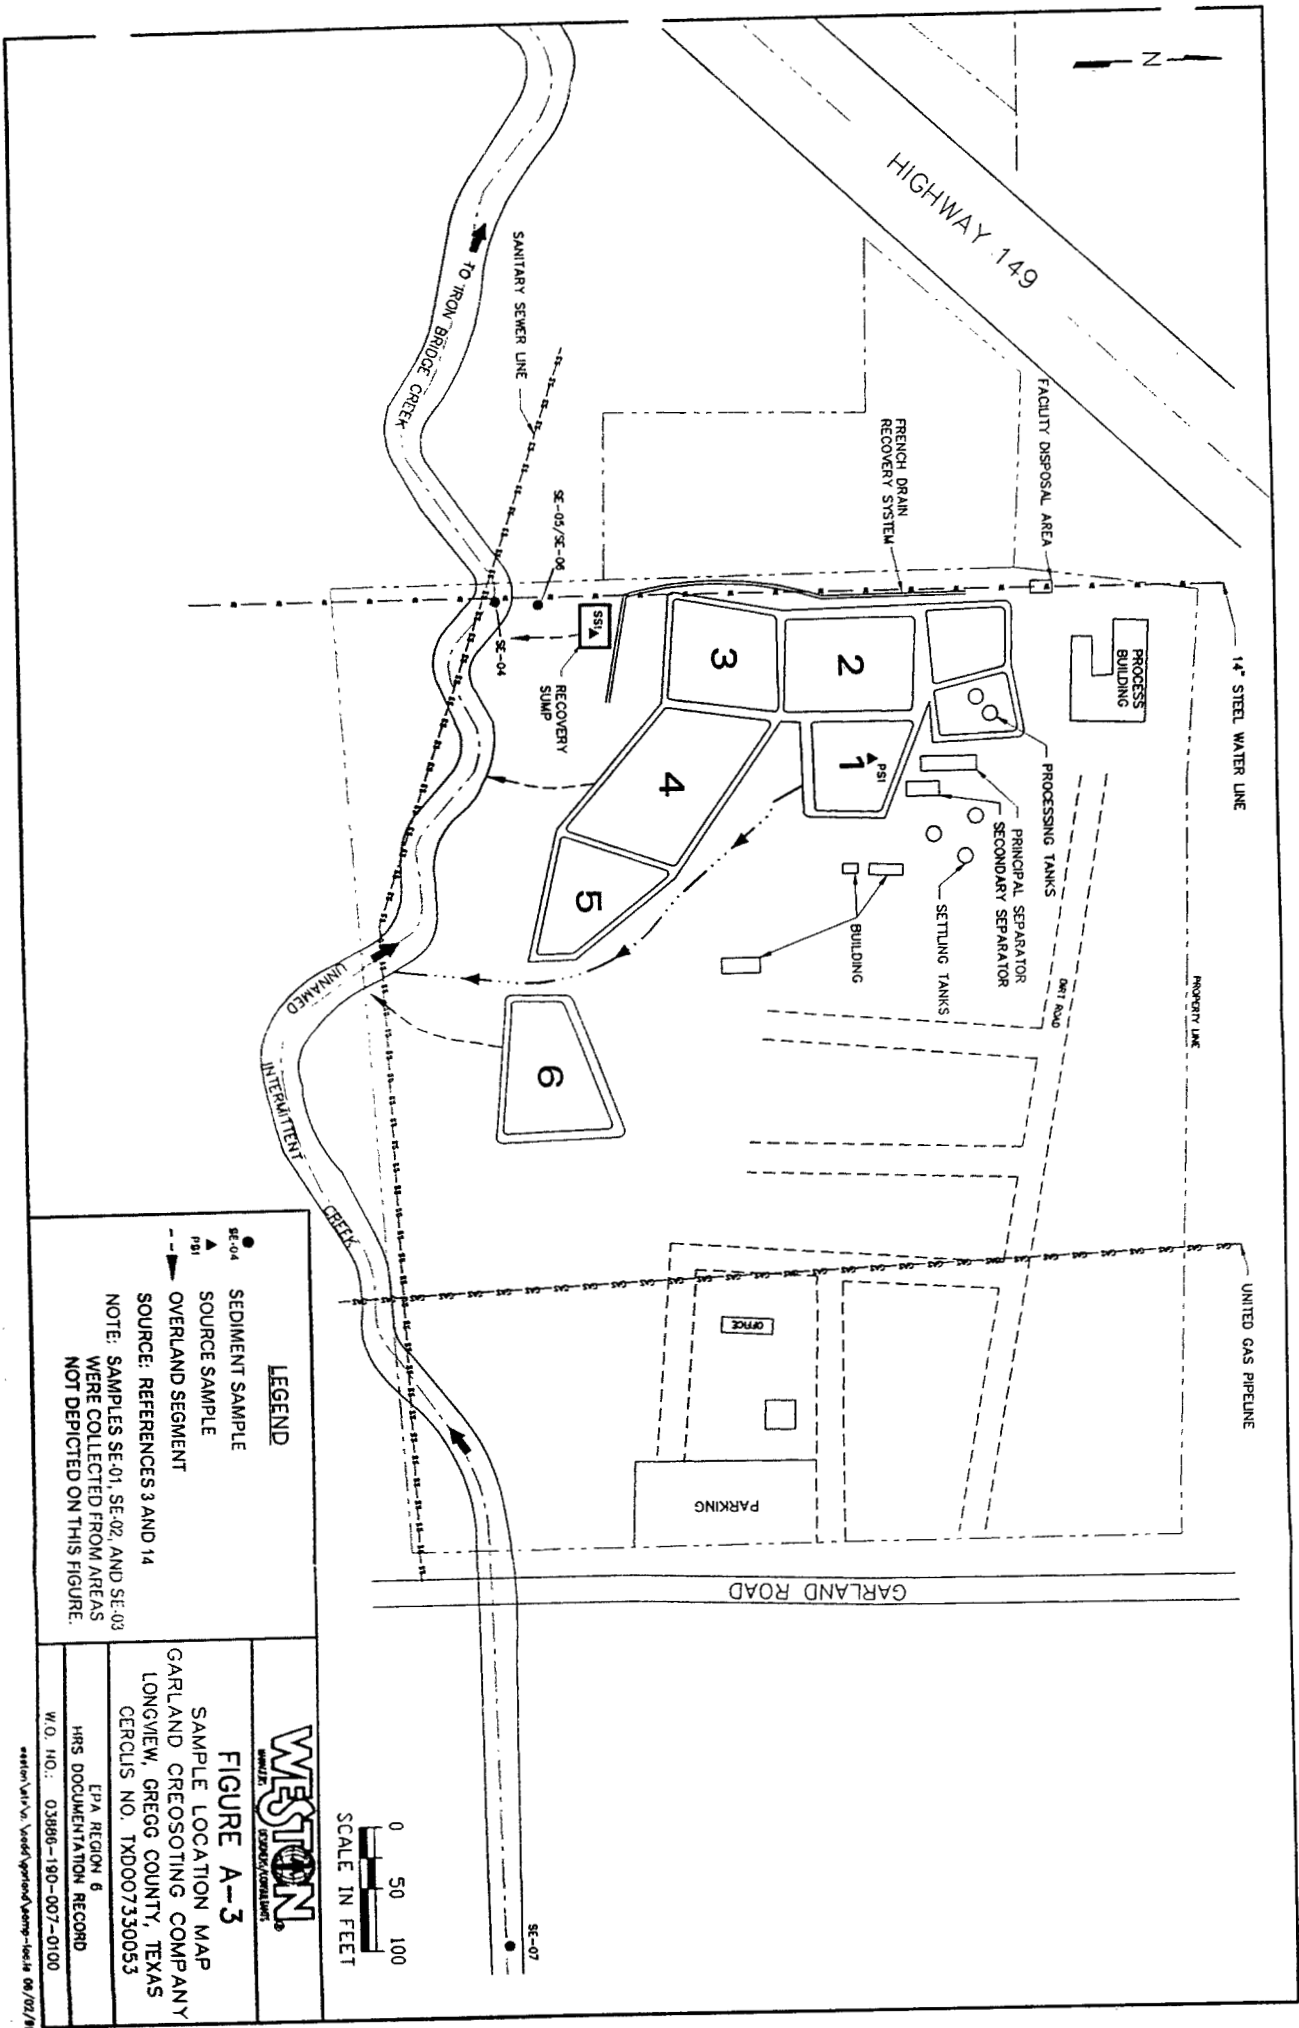 N
HIGHWAY 149
14" STEEL WATER LINE
FACILITY DISPOSAL AREA
FRENCH DRAIN
RECOVERY SYSTEM
SANITARY SEWER LINE
TO IRON BRIDGE CREEK
SE-05/SE-06
SE-04
SS1
RECOVERY
SUMP
PROCESS
BUILDING
PROCESSING TANKS
PRINCIPAL SEPARATOR
SECONDARY SEPARATOR
SETTLING TANKS
BUILDING
1
PS1
2
3
4
5
6
DIRT ROAD
PROPERTY LINE
UNITED GAS PIPELINE
UNNAMED
INTERMITTENT
CREEK
OFFICE
PARKING
GARLAND ROAD
SE-07
0 50 100
SCALE IN FEET
LEGEND
SE-04 SEDIMENT SAMPLE
PS1 SOURCE SAMPLE
OVERLAND SEGMENT
SOURCE: REFERENCES 3 AND 14
NOTE: SAMPLES SE-01, SE-02, AND SE-03
WERE COLLECTED FROM AREAS
NOT DEPICTED ON THIS FIGURE.
WESTON
FIGURE A-3
SAMPLE LOCATION MAP
GARLAND CREOSOTING COMPANY
LONGVIEW, GREGG COUNTY, TEXAS
CERCLIS NO. TXD007330053
EPA REGION 6
HRS DOCUMENTATION RECORD
W.O. NO.: 03886-190-007-0100